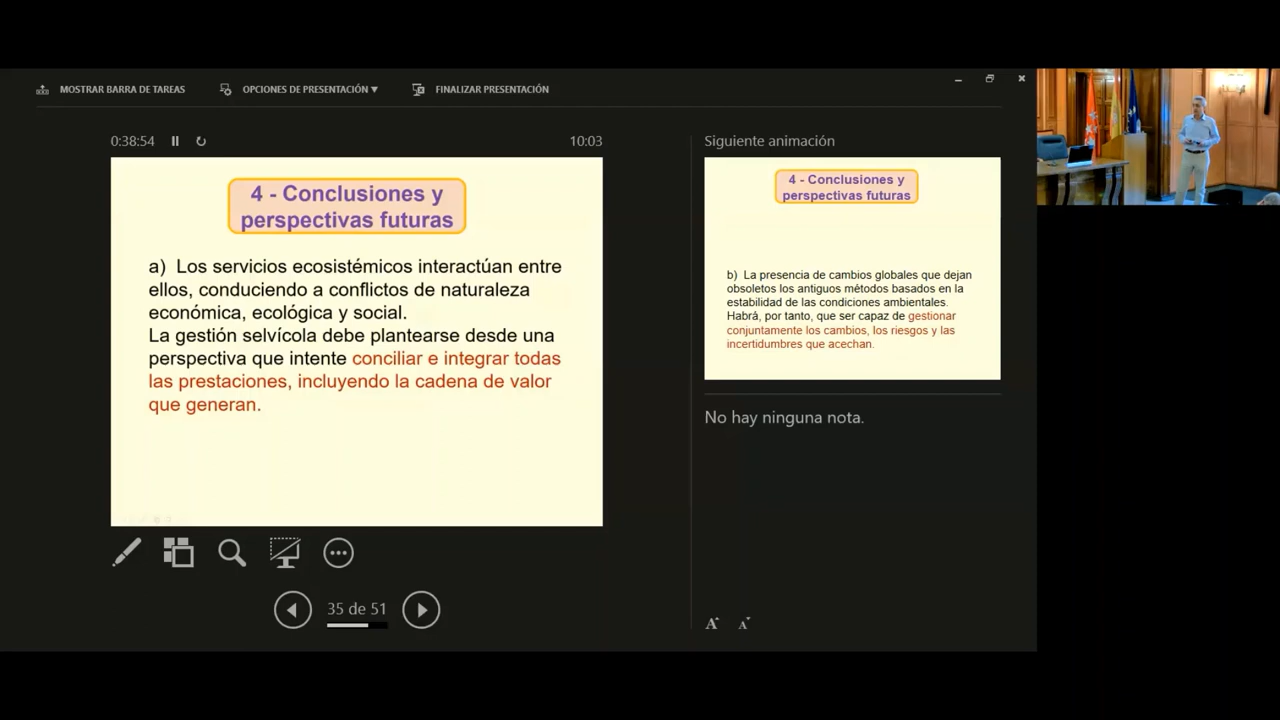 MOSTRAR BARRA DE TAREAS
OPCIONES DE PRESENTACIÓN ▼
FINALIZAR PRESENTACIÓN
0:38:54
10:03
4 - Conclusiones y
perspectivas futuras
a) Los servicios ecosistémicos interactúan entre
ellos, conduciendo a conflictos de naturaleza
económica, ecológica y social.
La gestión selvícola debe plantearse desde una
perspectiva que intente conciliar e integrar todas
las prestaciones, incluyendo la cadena de valor
que generan.
35 de 51
Siguiente animación
4 - Conclusiones y
perspectivas futuras
b) La presencia de cambios globales que dejan
obsoletos los antiguos métodos basados en la
estabilidad de las condiciones ambientales.
Habrá, por tanto, que ser capaz de gestionar
conjuntamente los cambios, los riesgos y las
incertidumbres que acechan.
No hay ninguna nota.
A A